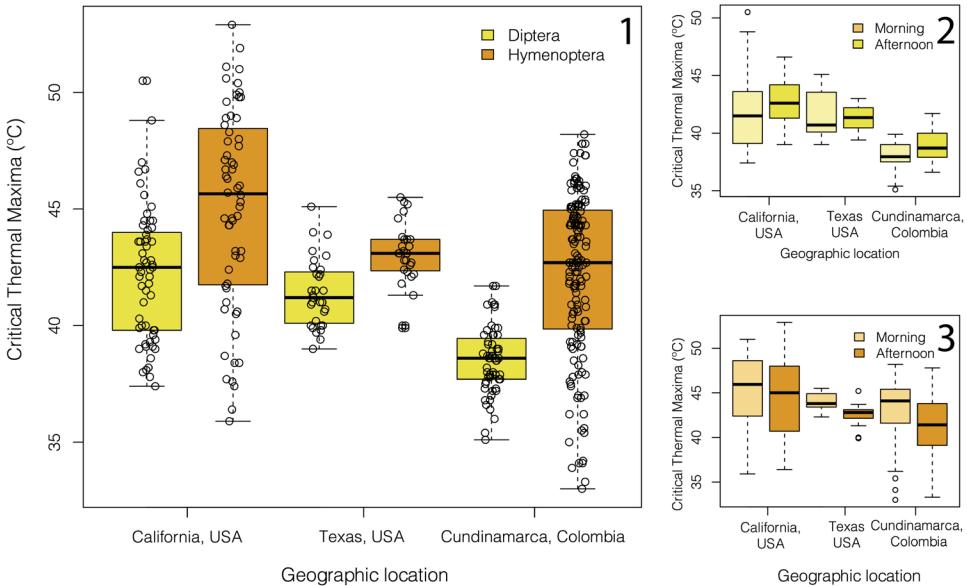 1
Diptera
Hymenoptera
Critical Thermal Maxima (°C)
50
45
40
35
California, USA
Texas, USA
Cundinamarca, Colombia
Geographic location
2
Morning
Afternoon
Critical Thermal Maxima (°C)
50
45
40
35
California,
USA
Texas
USA
Cundinamarca,
Colombia
Geographic location
3
Morning
Afternoon
Critical Thermal Maxima (°C)
50
45
40
35
California,
USA
Texas
USA
Cundinamarca,
Colombia
Geographic location